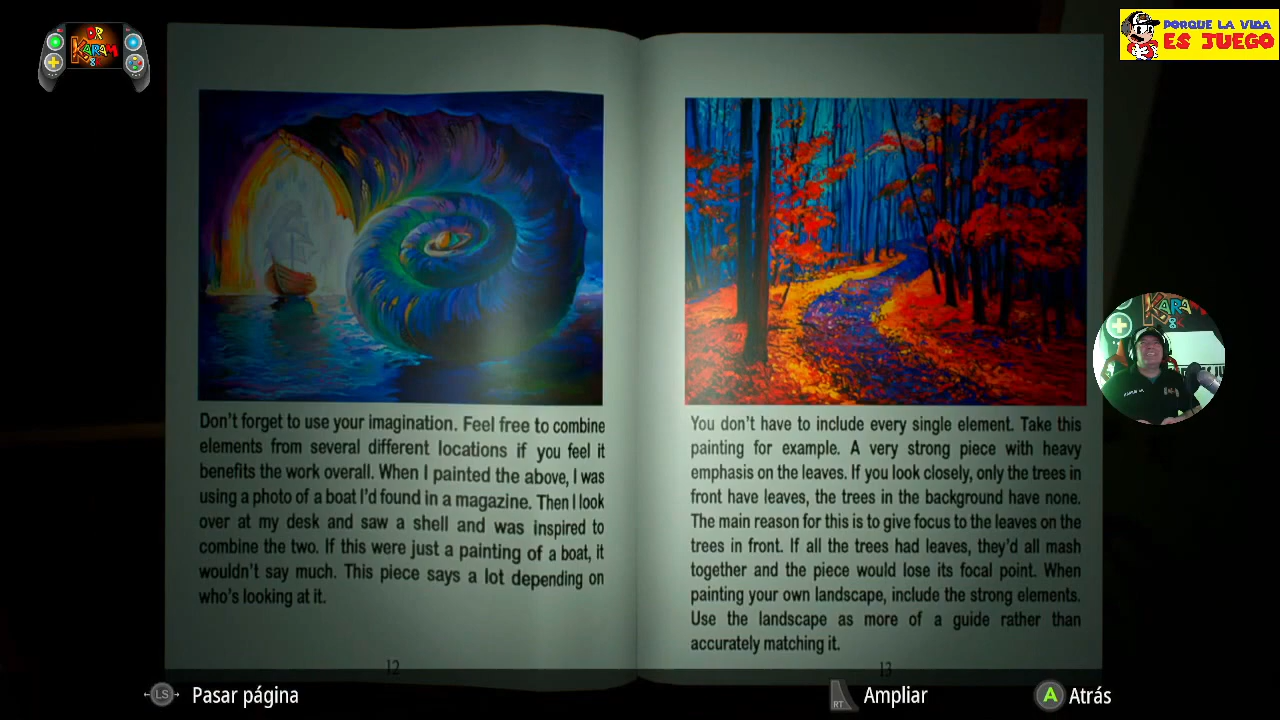 DR
KARAM
8K
PORQUE LA VIDA
ES JUEGO
Don't forget to use your imagination. Feel free to combine
elements from several different locations if you feel it
benefits the work overall. When I painted the above, I was
using a photo of a boat I'd found in a magazine. Then I look
over at my desk and saw a shell and was inspired to
combine the two. If this were just a painting of a boat, it
wouldn't say much. This piece says a lot depending on
who's looking at it.
12
You don't have to include every single element. Take this
painting for example. A very strong piece with heavy
emphasis on the leaves. If you look closely, only the trees in
front have leaves, the trees in the background have none.
The main reason for this is to give focus to the leaves on the
trees in front. If all the trees had leaves, they'd all mash
together and the piece would lose its focal point. When
painting your own landscape, include the strong elements.
Use the landscape as more of a guide rather than
accurately matching it.
13
LS Pasar página
RT Ampliar
A Atrás